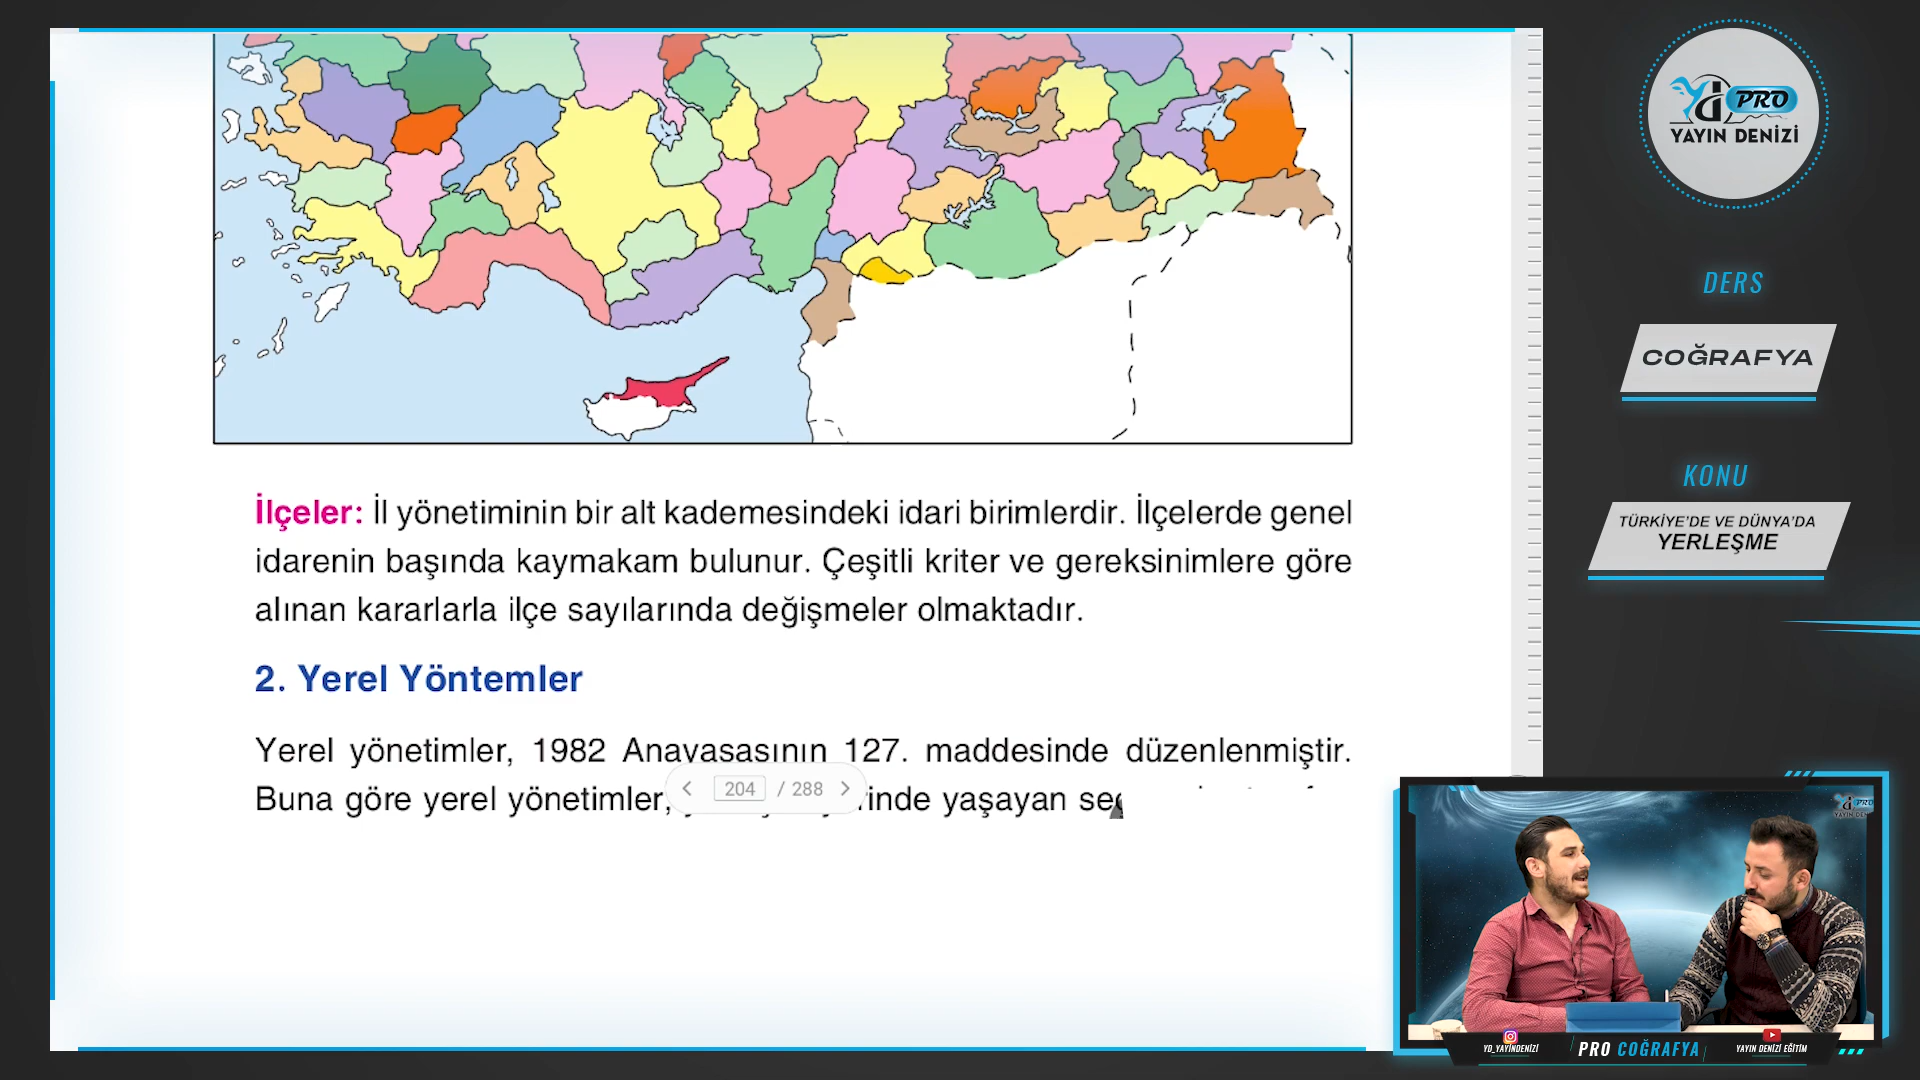 İlçeler: İl yönetiminin bir alt kademesindeki idari birimlerdir. İlçelerde genel
idarenin başında kaymakam bulunur. Çeşitli kriter ve gereksinimlere göre
alınan kararlarla ilçe sayılarında değişmeler olmaktadır.
2. Yerel Yöntemler
Yerel yönetimler, 1982 Anayasasının 127. maddesinde düzenlenmiştir.
Buna göre yerel yönetimler, yaşayan
204 / 288
PRO
YAYIN DENİZİ
DERS
COĞRAFYA
KONU
TÜRKİYE'DE VE DÜNYA'DA
YERLEŞME
PRO
YD_YAYINDENİZİ
PRO COĞRAFYA
YAYIN DENİZİ EĞİTİM